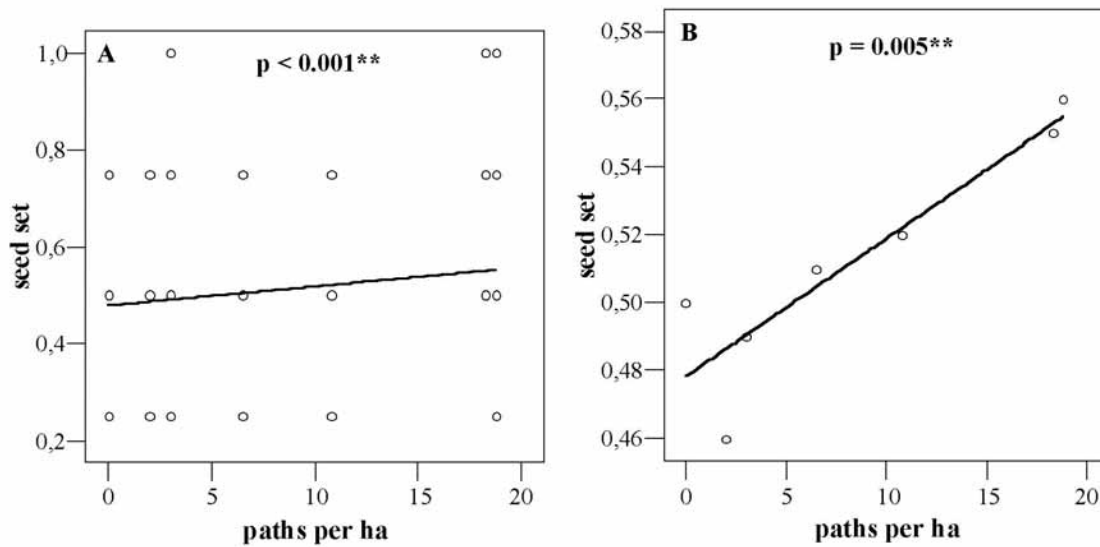 A
p < 0.001**
1,0
0,8
0,6
0,4
0,2
seed set
0
5
10
15
20
paths per ha
B
p = 0.005**
0,58
0,56
0,54
0,52
0,50
0,48
0,46
seed set
0
5
10
15
20
paths per ha